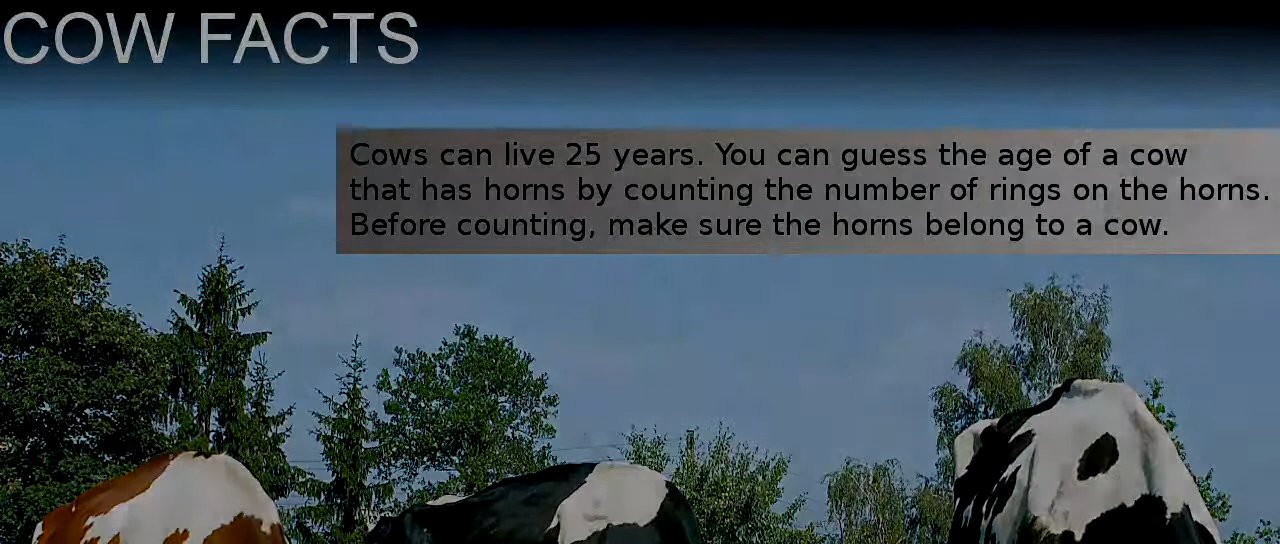 COW FACTS
Cows can live 25 years. You can guess the age of a cow
that has horns by counting the number of rings on the horns.
Before counting, make sure the horns belong to a cow.